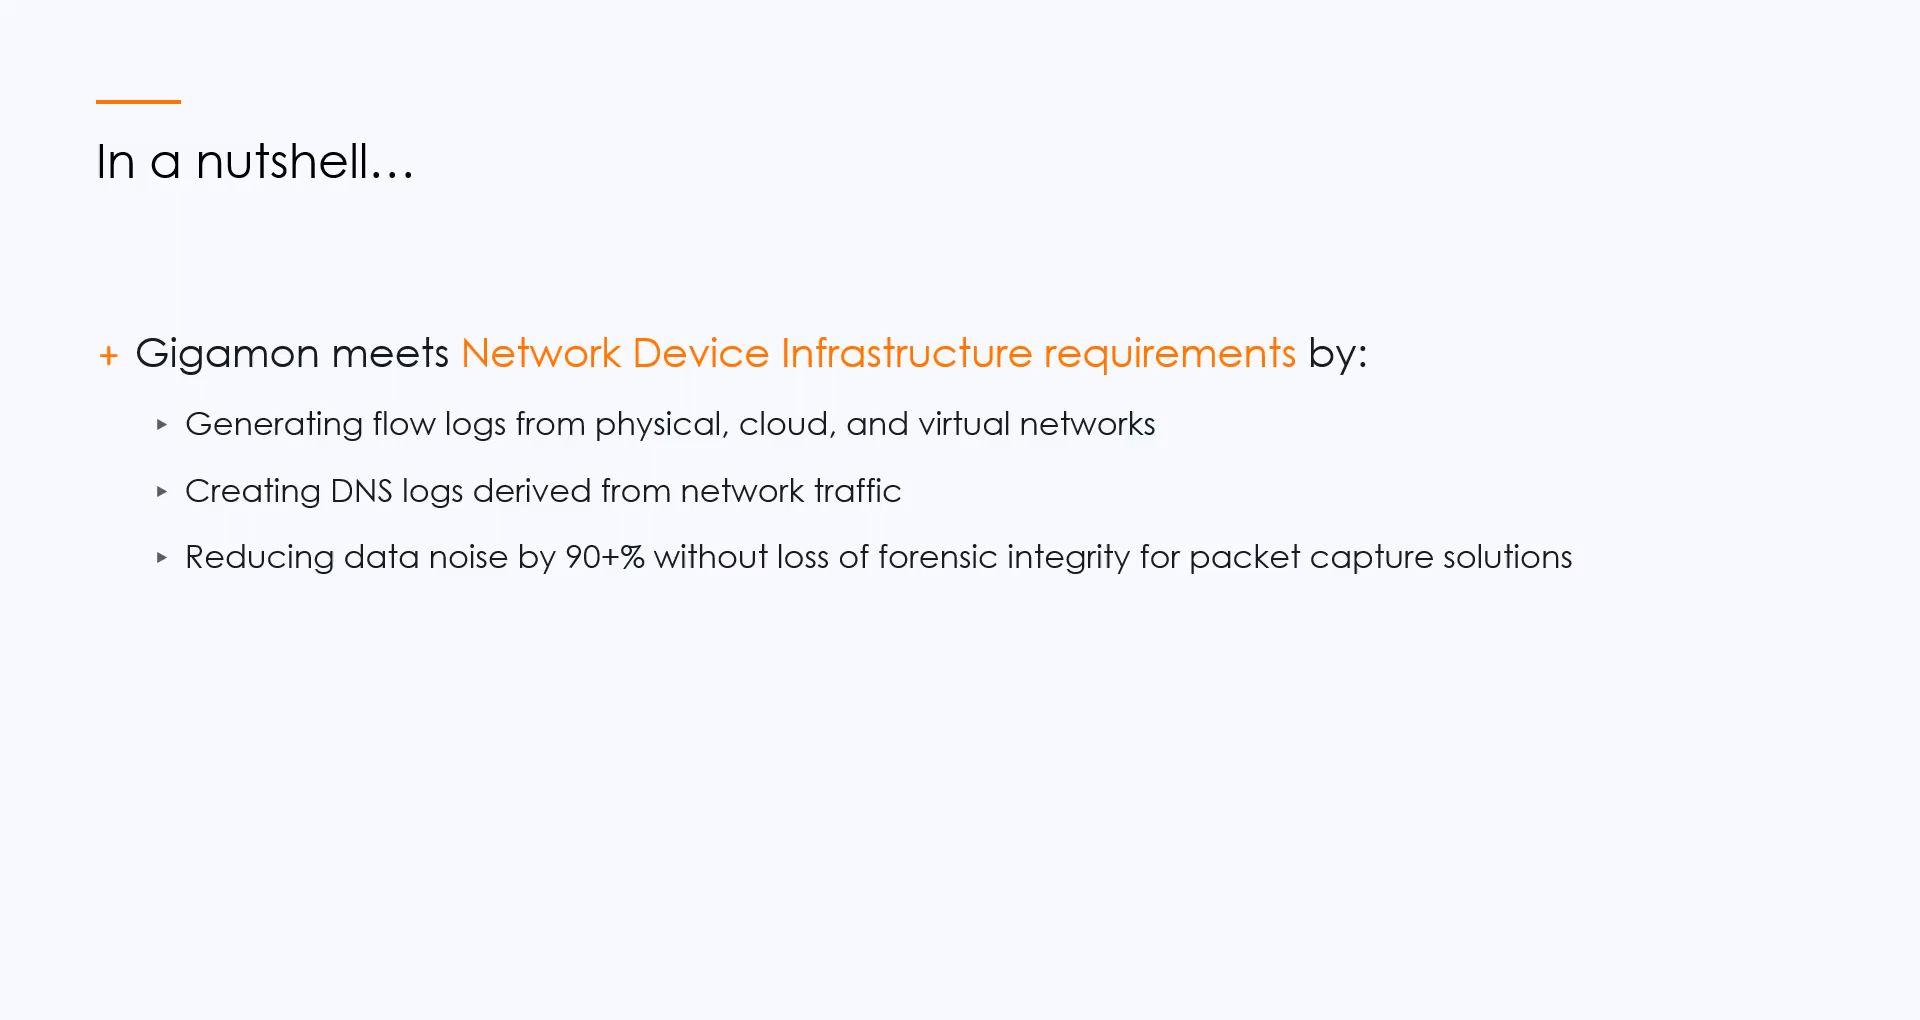 In a nutshell…
+ Gigamon meets Network Device Infrastructure requirements by:
▸ Generating flow logs from physical, cloud, and virtual networks
▸ Creating DNS logs derived from network traffic
▸ Reducing data noise by 90+% without loss of forensic integrity for packet capture solutions